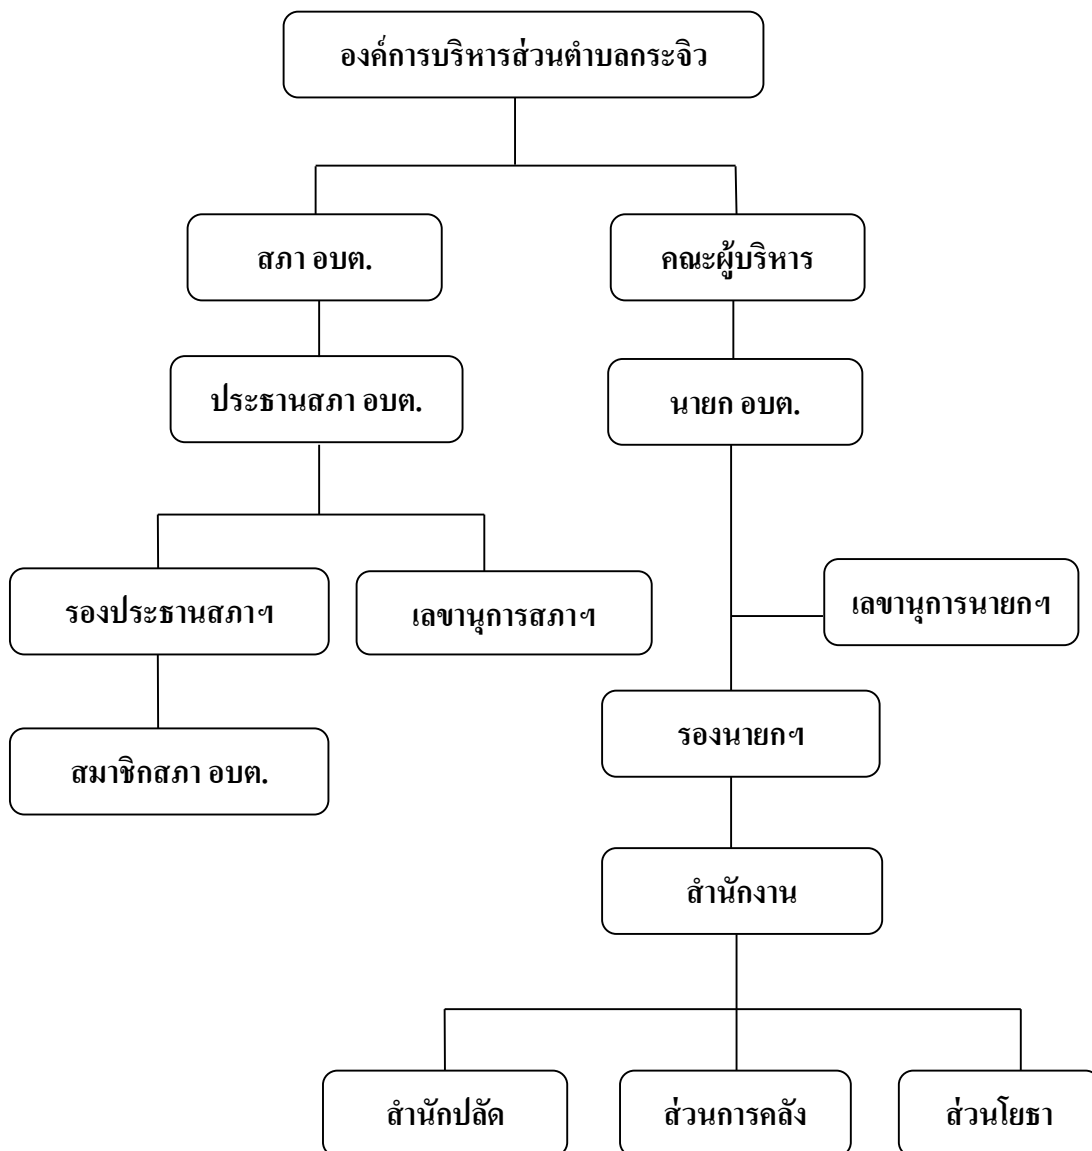 องค์การบริหารส่วนตำบลกระจิว
สภา อบต.
คณะผู้บริหาร
ประธานสภา อบต.
นายก อบต.
รองประธานสภาฯ
เลขานุการสภาฯ
เลขานุการนายกฯ
รองนายกฯ
สมาชิกสภา อบต.
สำนักงาน
สำนักปลัด
ส่วนการคลัง
ส่วนโยธา